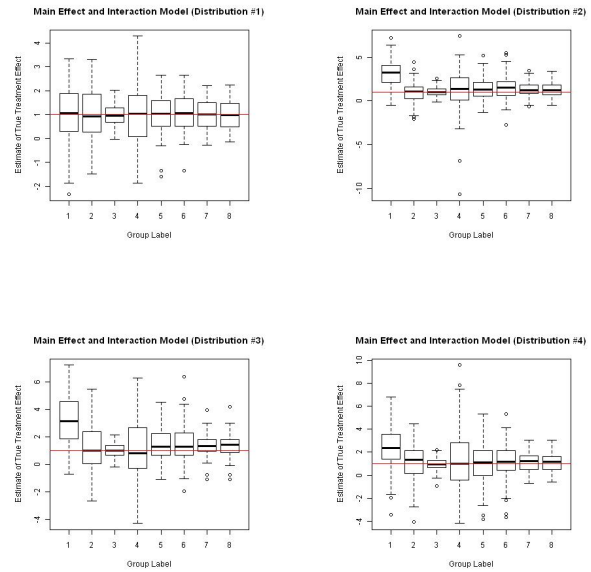 Main Effect and Interaction Model (Distribution #1)
Estimate of True Treatment Effect
4
3
2
1
0
-1
-2
1 2 3 4 5 6 7 8
Group Label
Main Effect and Interaction Model (Distribution #2)
Estimate of True Treatment Effect
5
0
-5
-10
1 2 3 4 5 6 7 8
Group Label
Main Effect and Interaction Model (Distribution #3)
Estimate of True Treatment Effect
6
4
2
0
-2
-4
1 2 3 4 5 6 7 8
Group Label
Main Effect and Interaction Model (Distribution #4)
Estimate of True Treatment Effect
10
8
6
4
2
0
-2
-4
1 2 3 4 5 6 7 8
Group Label